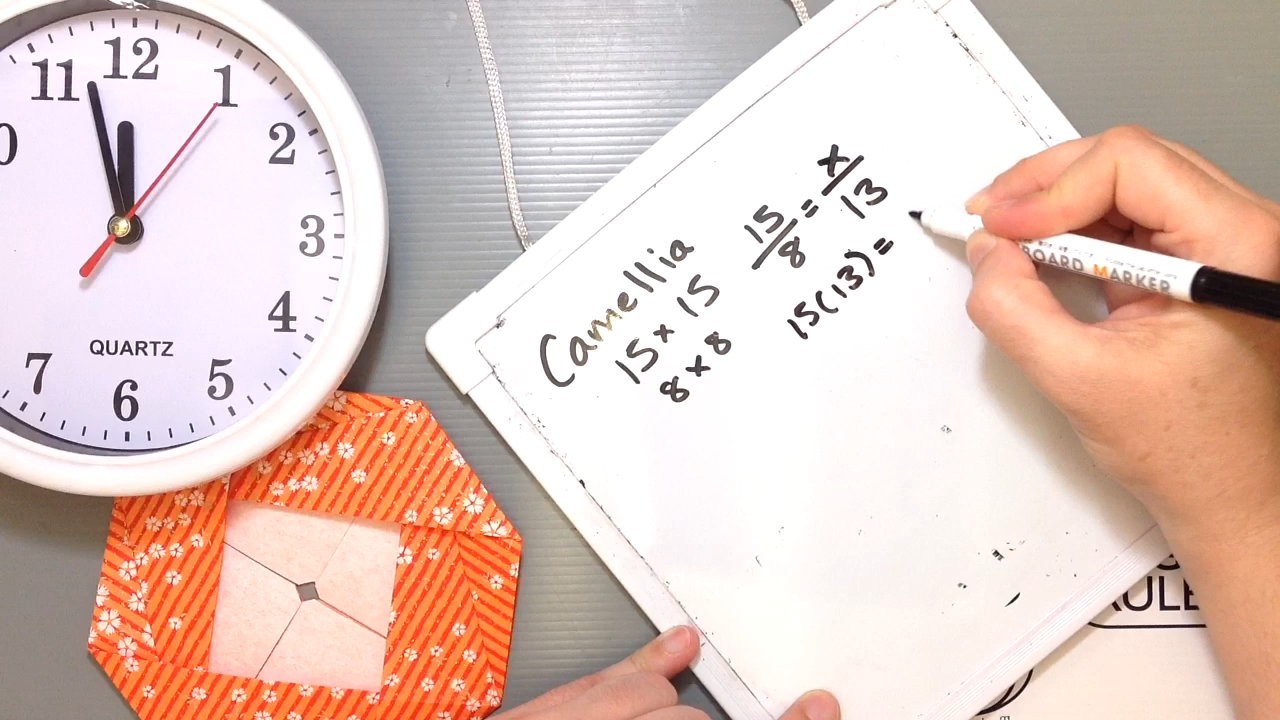 12
11
1
2
3
4
5
6
7
QUARTZ
Camellia
15 x 15
8 x 8
15/8 = x/13
15(13) =
BOARD MARKER